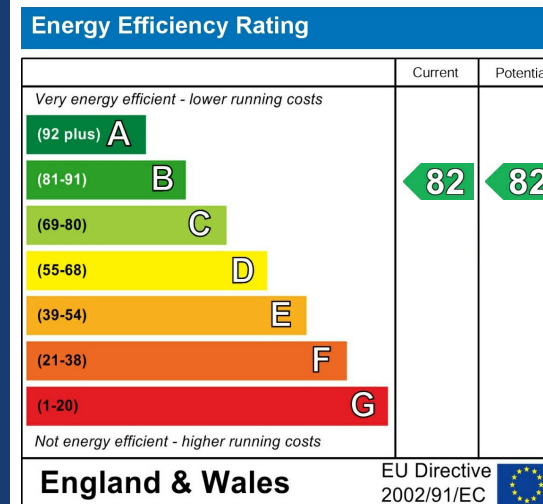 Energy Efficiency Rating
Current Potentia
Very energy efficient - lower running costs
(92 plus) A
(81-91) B 82 82
(69-80) C
(55-68) D
(39-54) E
(21-38) F
(1-20) G
Not energy efficient - higher running costs
England & Wales
EU Directive
2002/91/EC